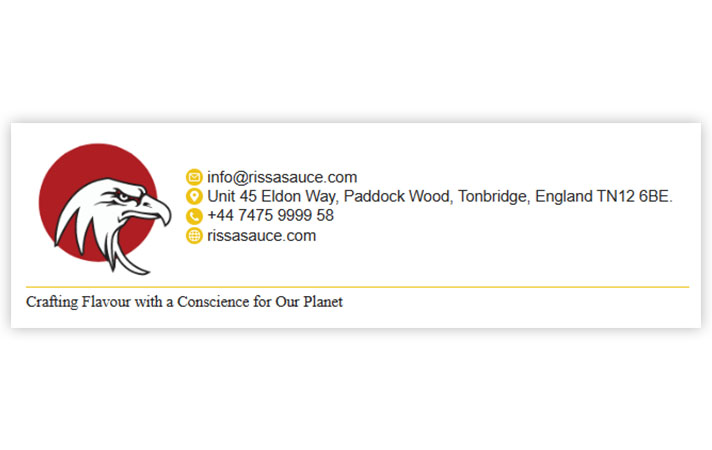 info@rissasauce.com
Unit 45 Eldon Way, Paddock Wood, Tonbridge, England TN12 6BE.
+44 7475 9999 58
rissasauce.com
Crafting Flavour with a Conscience for Our Planet